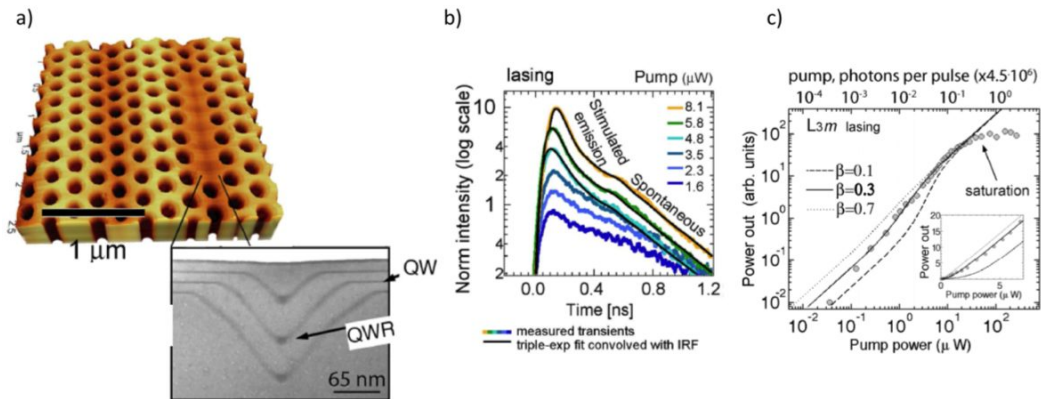 a)
1 μm
QW
QWR
65 nm
b)
lasing Pump (μW)
Norm intensity (log scale)
10
4
2
1
4
2
Stimulated
emission
Spontaneous
8.1
5.8
4.8
3.5
2.3
1.6
0.0 0.4 0.8 1.2
Time [ns]
measured transients
triple-exp fit convolved with IRF
c)
pump, photons per pulse (x4.5·10⁶)
10⁻⁴ 10⁻³ 10⁻² 10⁻¹ 10⁰
Power out (arb. units)
10²
10¹
10⁰
10⁻¹
10⁻²
L3m lasing
β=0.1
β=0.3
β=0.7
saturation
Power out
20
15
10
5
0
0 5
Pump power (μ W)
10⁻² 10⁻¹ 10⁰ 10¹ 10² 10³
Pump power (μ W)